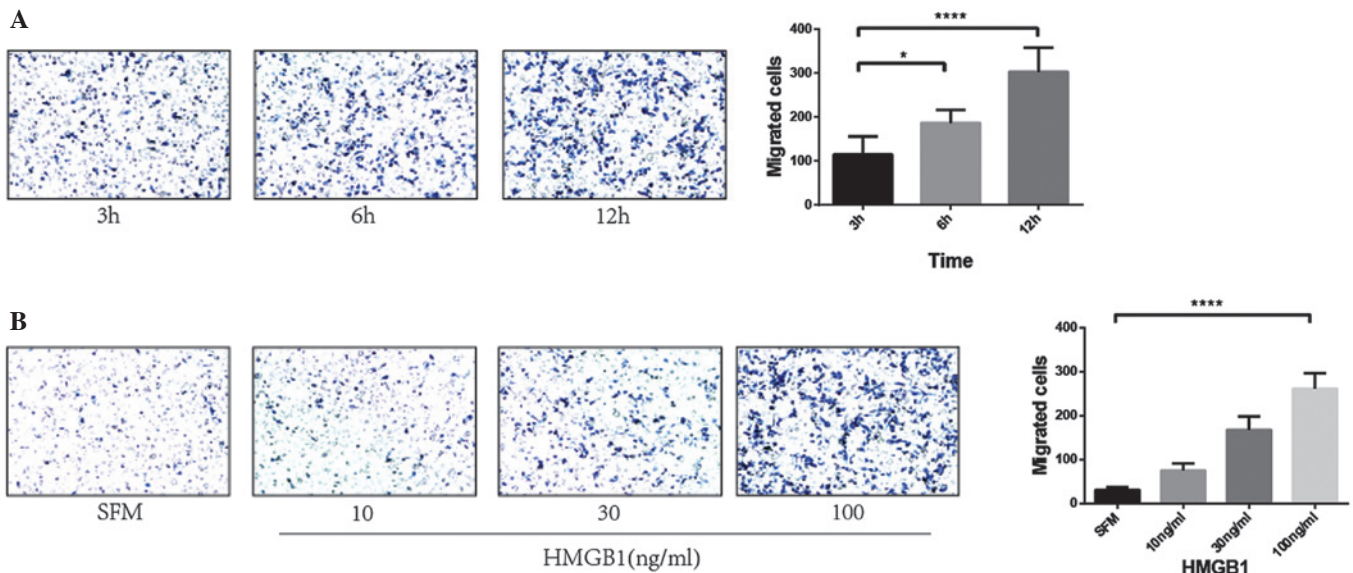 A
3h
6h
12h
Migrated cells
400
300
200
100
0
****
*
3h
6h
12h
Time
B
SFM
10
30
100
HMGB1(ng/ml)
Migrated cells
400
300
200
100
0
****
SFM
10ng/ml
30ng/ml
100ng/ml
HMGB1